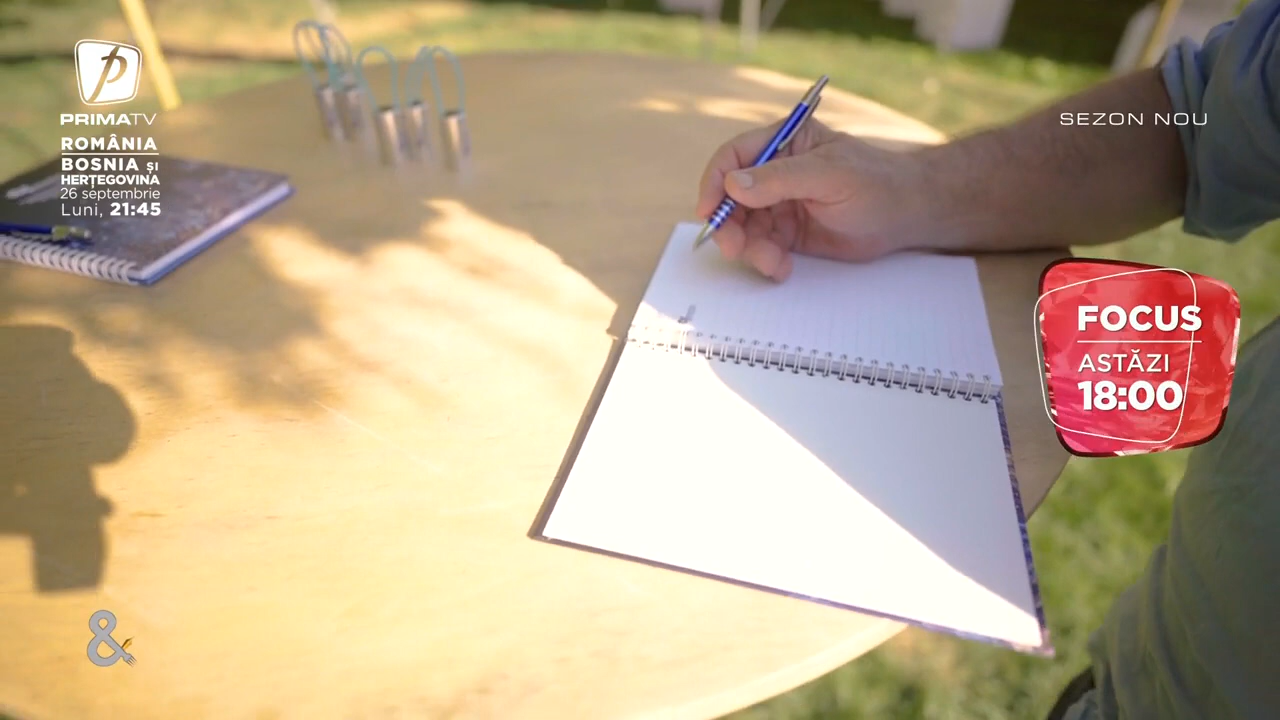 PRIMATV
ROMÂNIA
BOSNIA ȘI
HERȚEGOVINA
26 septembrie
Luni, 21:45
SEZON NOU
FOCUS
ASTĂZI
18:00
&